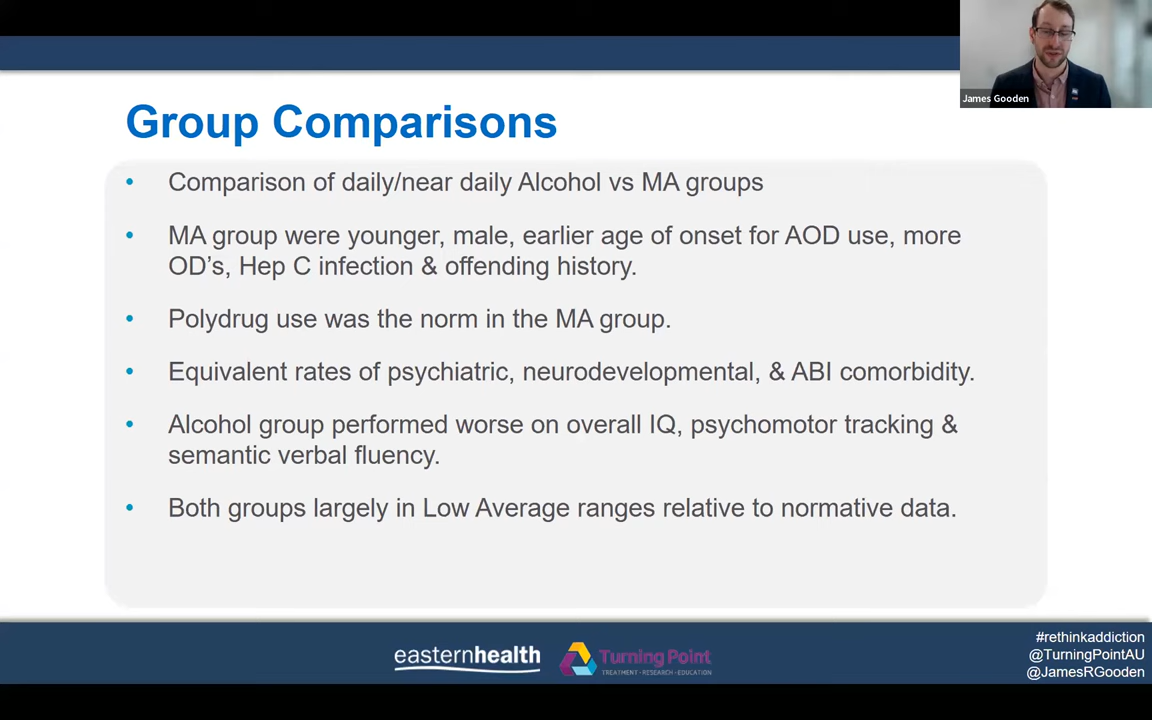 James Gooden
Group Comparisons
• Comparison of daily/near daily Alcohol vs MA groups
• MA group were younger, male, earlier age of onset for AOD use, more
OD's, Hep C infection & offending history.
• Polydrug use was the norm in the MA group.
• Equivalent rates of psychiatric, neurodevelopmental, & ABI comorbidity.
• Alcohol group performed worse on overall IQ, psychomotor tracking &
semantic verbal fluency.
• Both groups largely in Low Average ranges relative to normative data.
easternhealth
Turning Point
TREATMENT • RESEARCH • EDUCATION
#rethinkaddiction
@TurningPointAU
@JamesRGooden